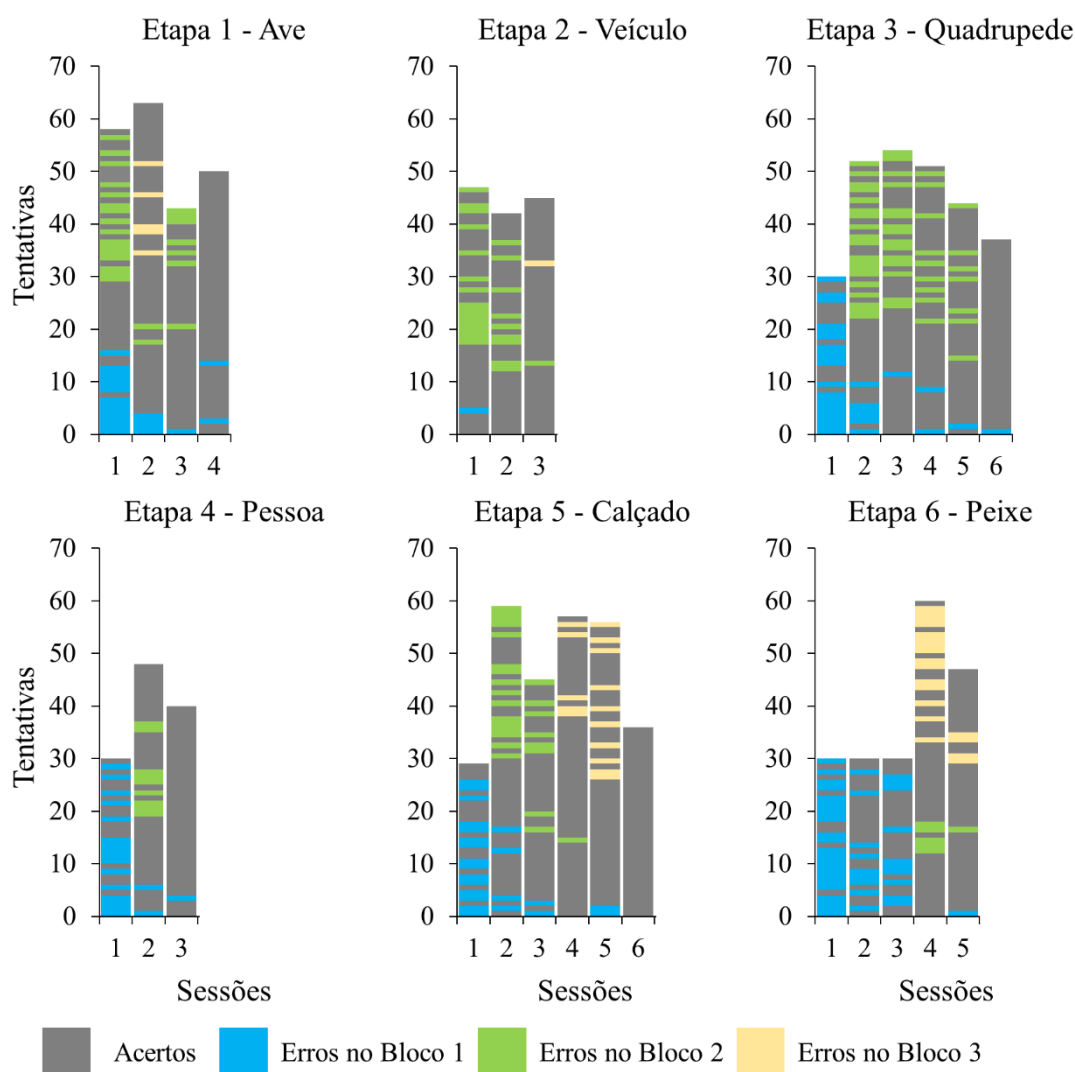 Etapa 1 - Ave
Etapa 2 - Veículo
Etapa 3 - Quadrupede
Tentativas
70
60
50
40
30
20
10
0
1 2 3 4
70
60
50
40
30
20
10
0
1 2 3
70
60
50
40
30
20
10
0
1 2 3 4 5 6
Etapa 4 - Pessoa
Etapa 5 - Calçado
Etapa 6 - Peixe
Tentativas
70
60
50
40
30
20
10
0
1 2 3
Sessões
70
60
50
40
30
20
10
0
1 2 3 4 5 6
Sessões
70
60
50
40
30
20
10
0
1 2 3 4 5
Sessões
Acertos
Erros no Bloco 1
Erros no Bloco 2
Erros no Bloco 3